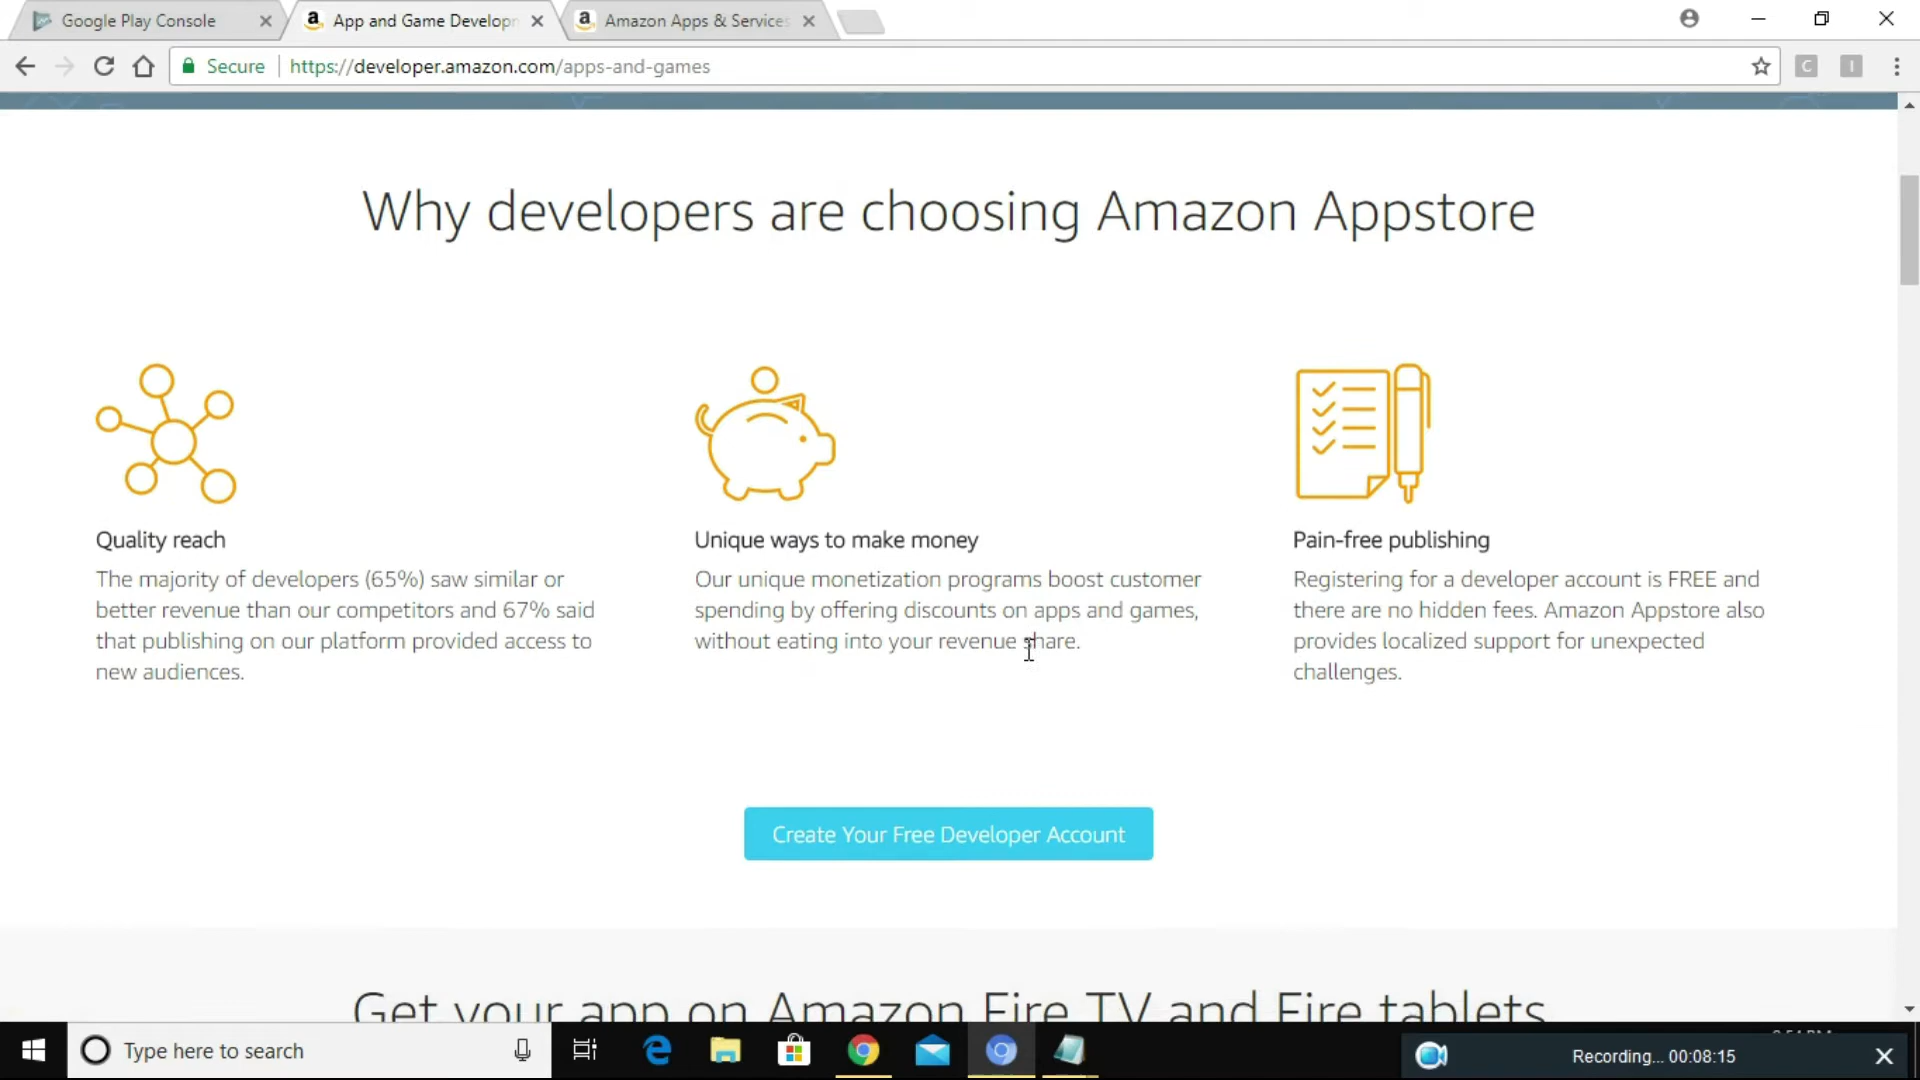 Google Play Console
App and Game Developm
Amazon Apps & Services
Secure
https://developer.amazon.com/apps-and-games
C
I
Why developers are choosing Amazon Appstore
Quality reach
The majority of developers (65%) saw similar or
better revenue than our competitors and 67% said
that publishing on our platform provided access to
new audiences.
Unique ways to make money
Our unique monetization programs boost customer
spending by offering discounts on apps and games,
without eating into your revenue share.
Pain-free publishing
Registering for a developer account is FREE and
there are no hidden fees. Amazon Appstore also
provides localized support for unexpected
challenges.
Create Your Free Developer Account
Get your app on Amazon Fire TV and Fire tablets
Type here to search
Recording... 00:08:15